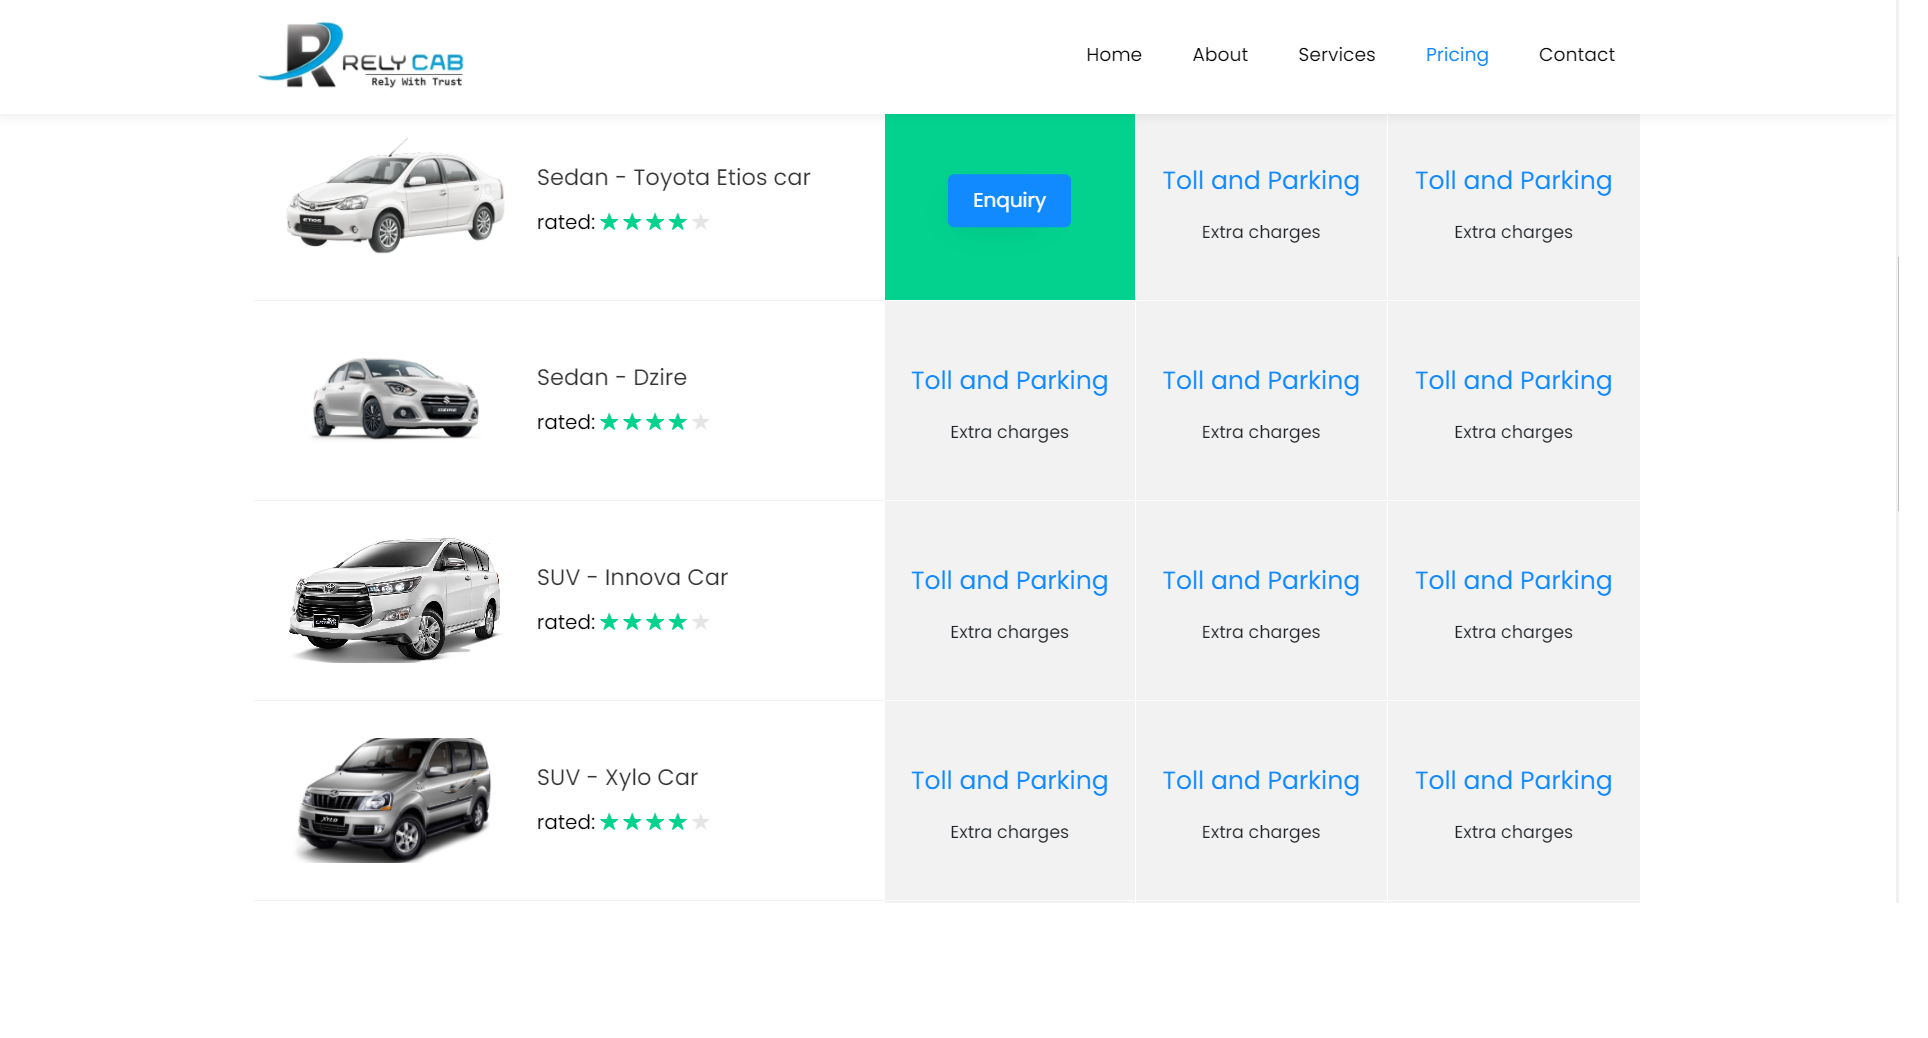 RELY CAB
Rely With Trust
Home About Services Pricing Contact
Sedan - Toyota Etios car
rated:
Enquiry
Toll and Parking
Extra charges
Toll and Parking
Extra charges
ETIOS
Sedan - Dzire
rated:
Toll and Parking
Extra charges
Toll and Parking
Extra charges
Toll and Parking
Extra charges
DZIRE
SUV - Innova Car
rated:
Toll and Parking
Extra charges
Toll and Parking
Extra charges
Toll and Parking
Extra charges
SUV - Xylo Car
rated:
Toll and Parking
Extra charges
Toll and Parking
Extra charges
Toll and Parking
Extra charges
XYLO